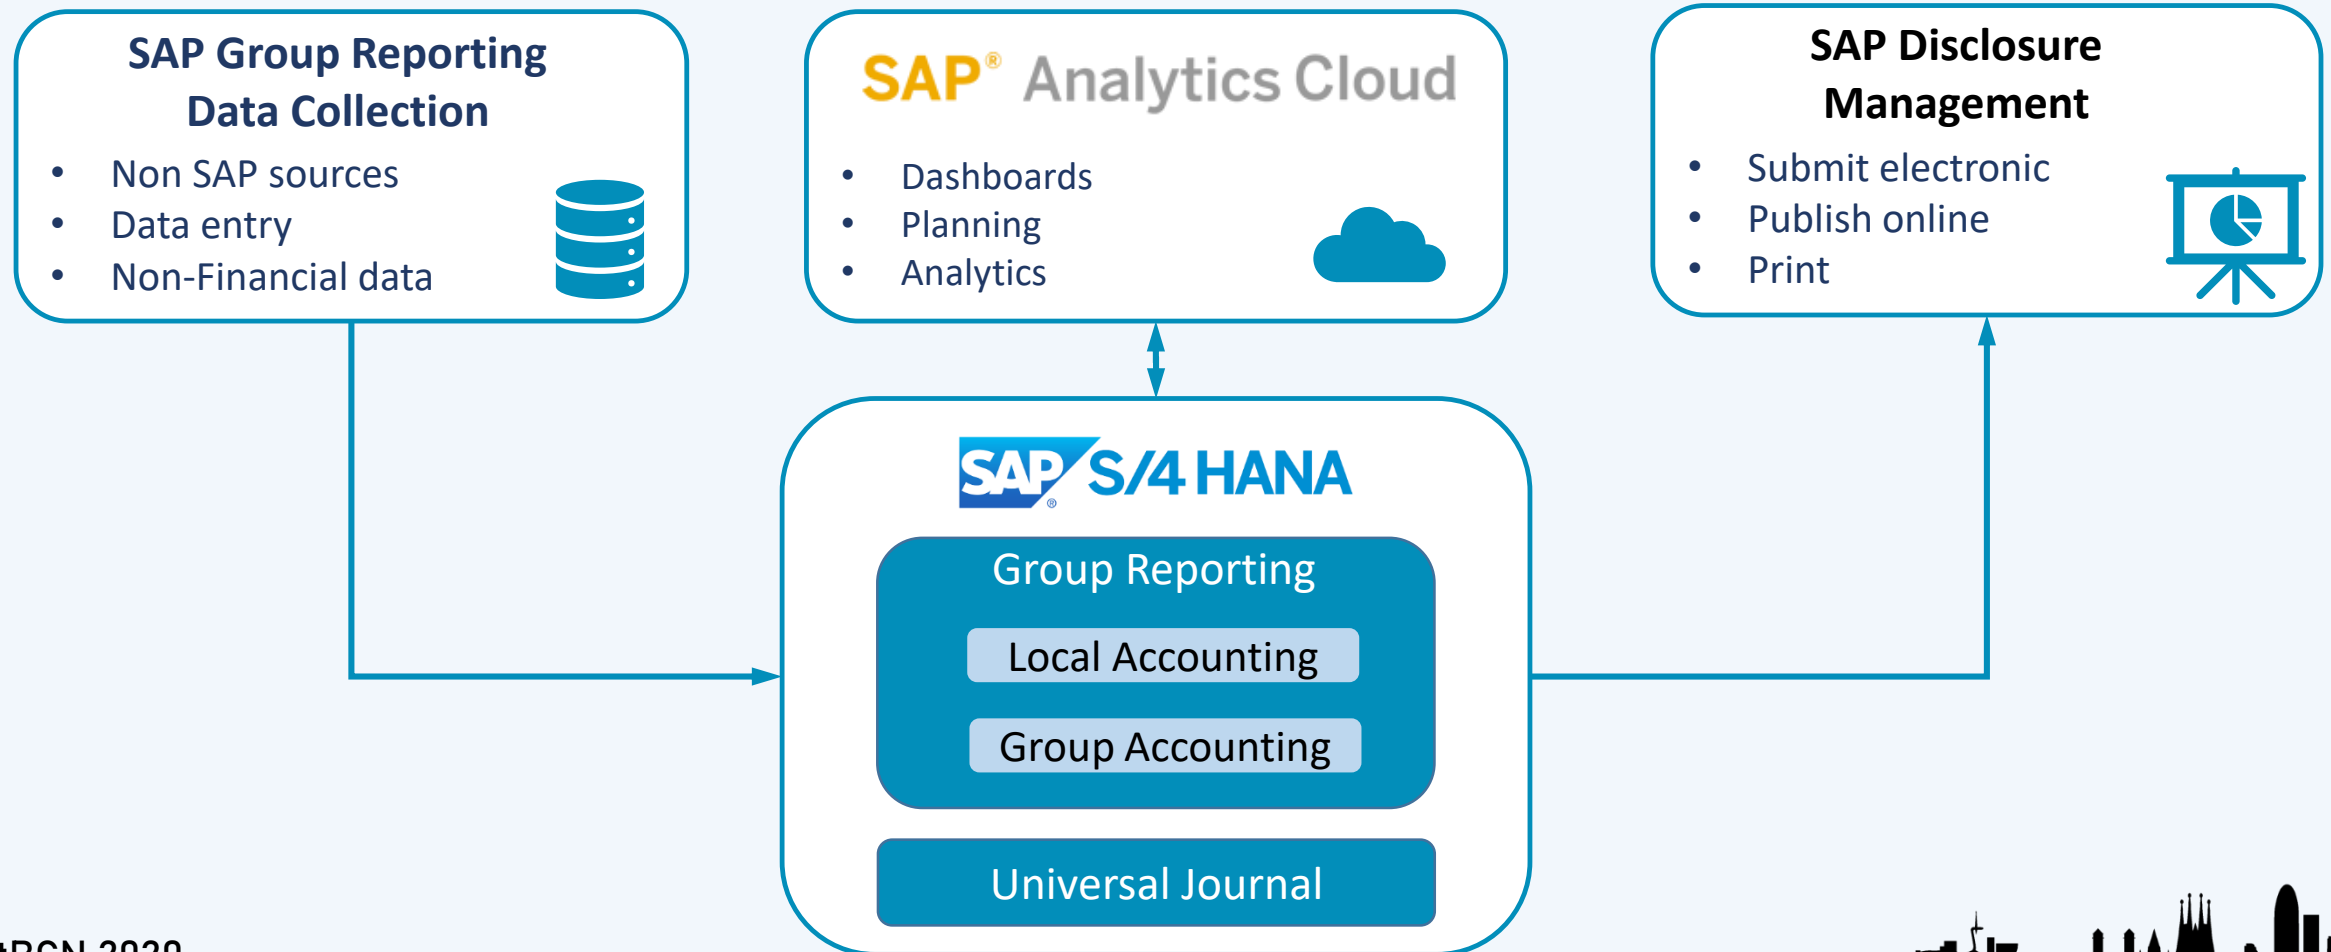 SAP Group Reporting
Data Collection
• Non SAP sources
• Data entry
• Non-Financial data
SAP® Analytics Cloud
• Dashboards
• Planning
• Analytics
SAP Disclosure
Management
• Submit electronic
• Publish online
• Print
SAP® S/4 HANA
Group Reporting
Local Accounting
Group Accounting
Universal Journal